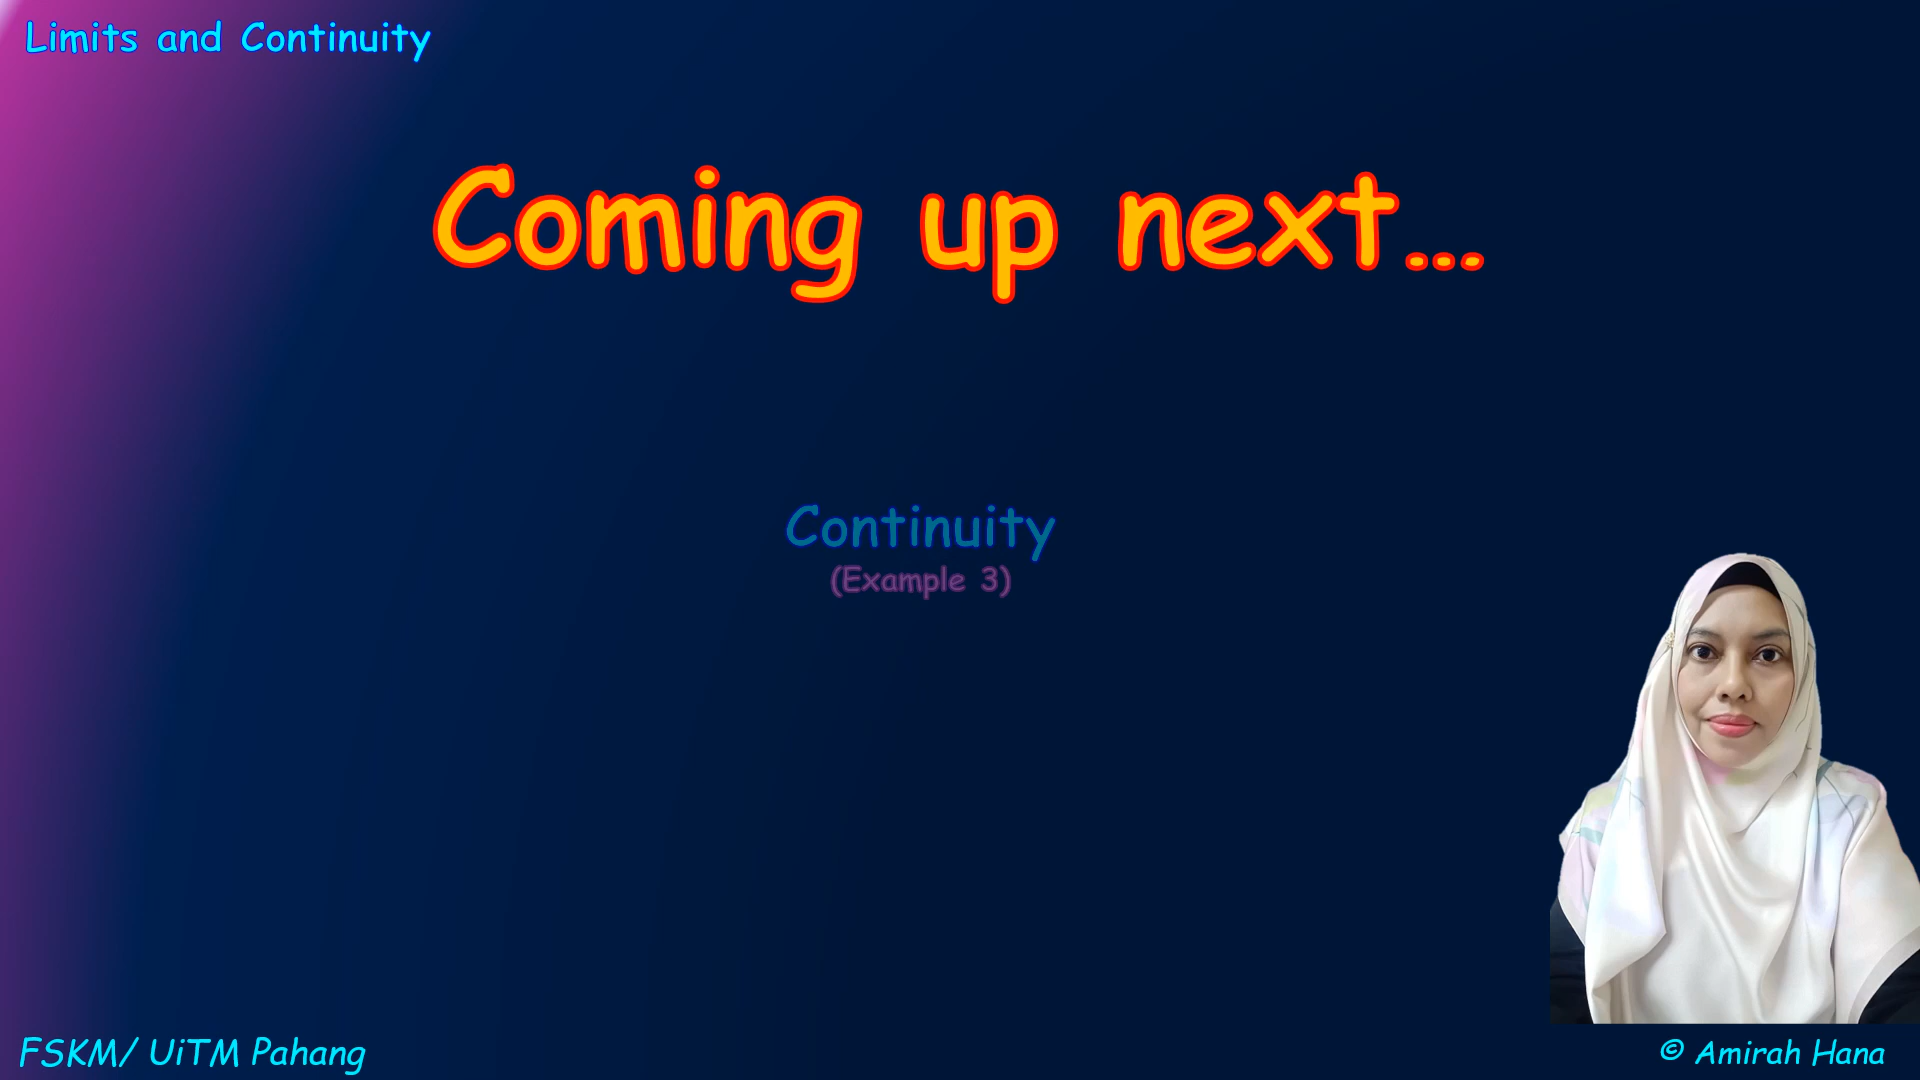 Limits and Continuity
Coming up next...
Continuity
(Example 3)
FSKM/ UiTM Pahang
© Amirah Hana